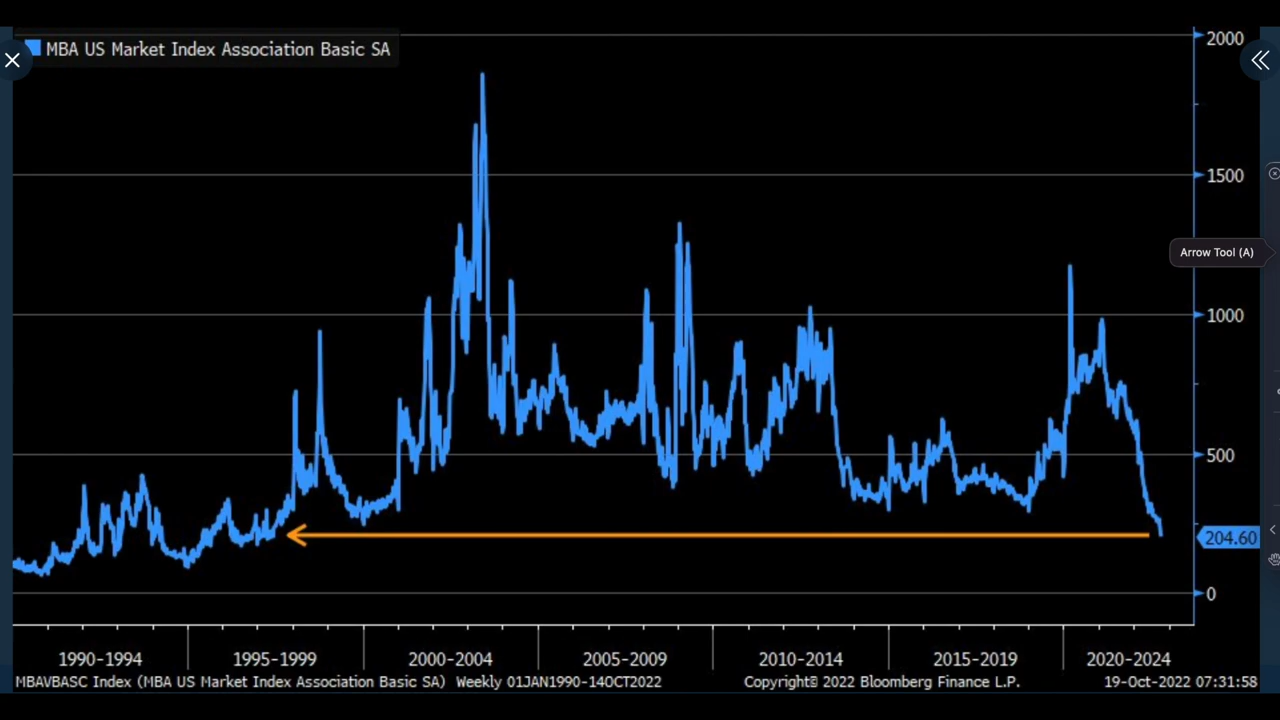 MBA US Market Index Association Basic SA
2000
1500
Arrow Tool (A)
1000
500
204.60
0
1990-1994 1995-1999 2000-2004 2005-2009 2010-2014 2015-2019 2020-2024
MBAVBASC Index (MBA US Market Index Association Basic SA) Weekly 01JAN1990-14OCT2022 Copyright© 2022 Bloomberg Finance L.P. 19-Oct-2022 07:31:58